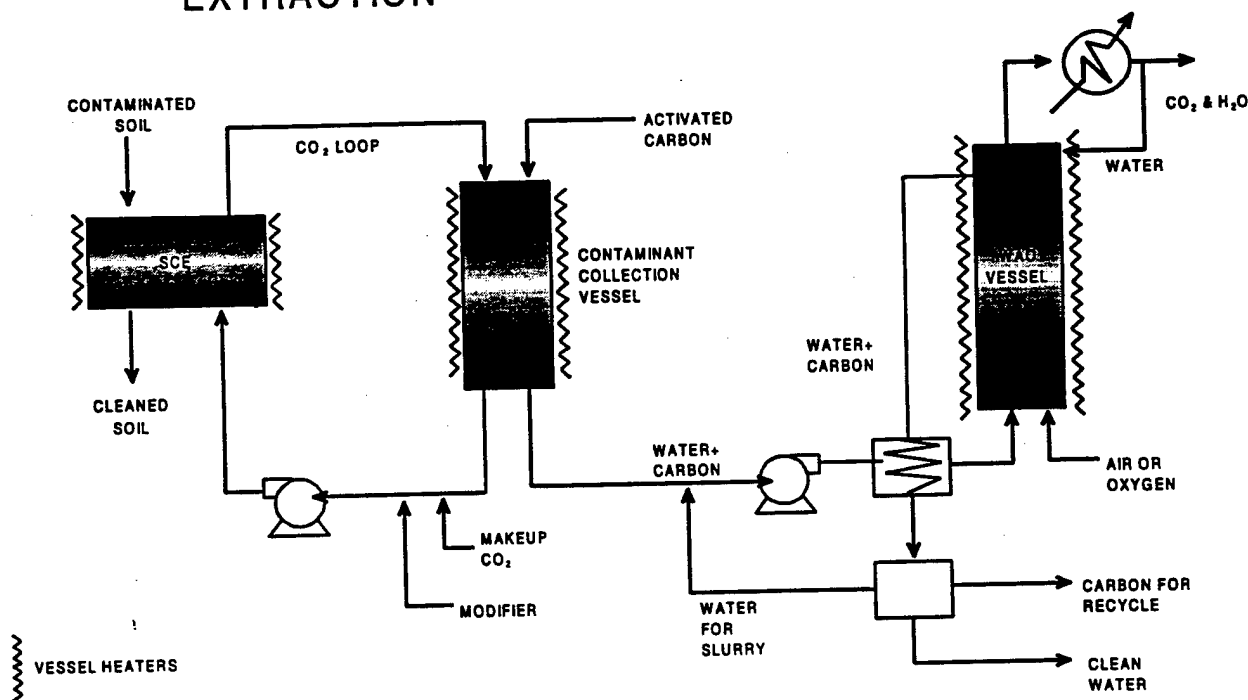 EXTRACTION
CONTAMINATED
SOIL
CO₂ LOOP
ACTIVATED
CARBON
CO₂ & H₂O
WATER
SCE
CONTAMINANT
COLLECTION
VESSEL
VESSEL
WATER+
CARBON
CLEANED
SOIL
WATER+
CARBON
AIR OR
OXYGEN
MAKEUP
CO₂
MODIFIER
WATER
FOR
SLURRY
CARBON FOR
RECYCLE
CLEAN
WATER
VESSEL HEATERS